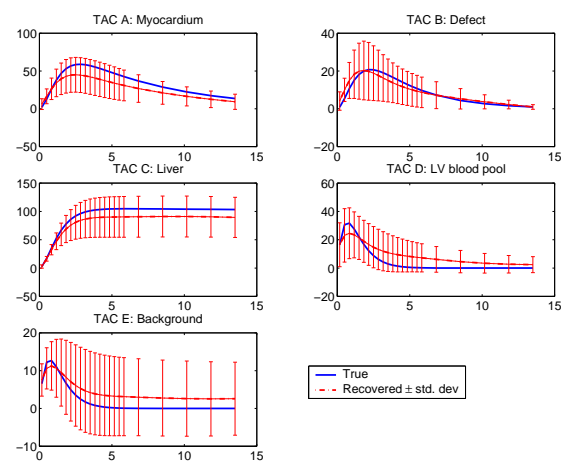 TAC A: Myocardium
100
50
0
−50
0 5 10 15
TAC B: Defect
40
20
0
−20
0 5 10 15
TAC C: Liver
150
100
50
0
−50
0 5 10 15
TAC D: LV blood pool
60
40
20
0
−20
0 5 10 15
TAC E: Background
20
10
0
−10
0 5 10 15
True
Recovered ± std. dev